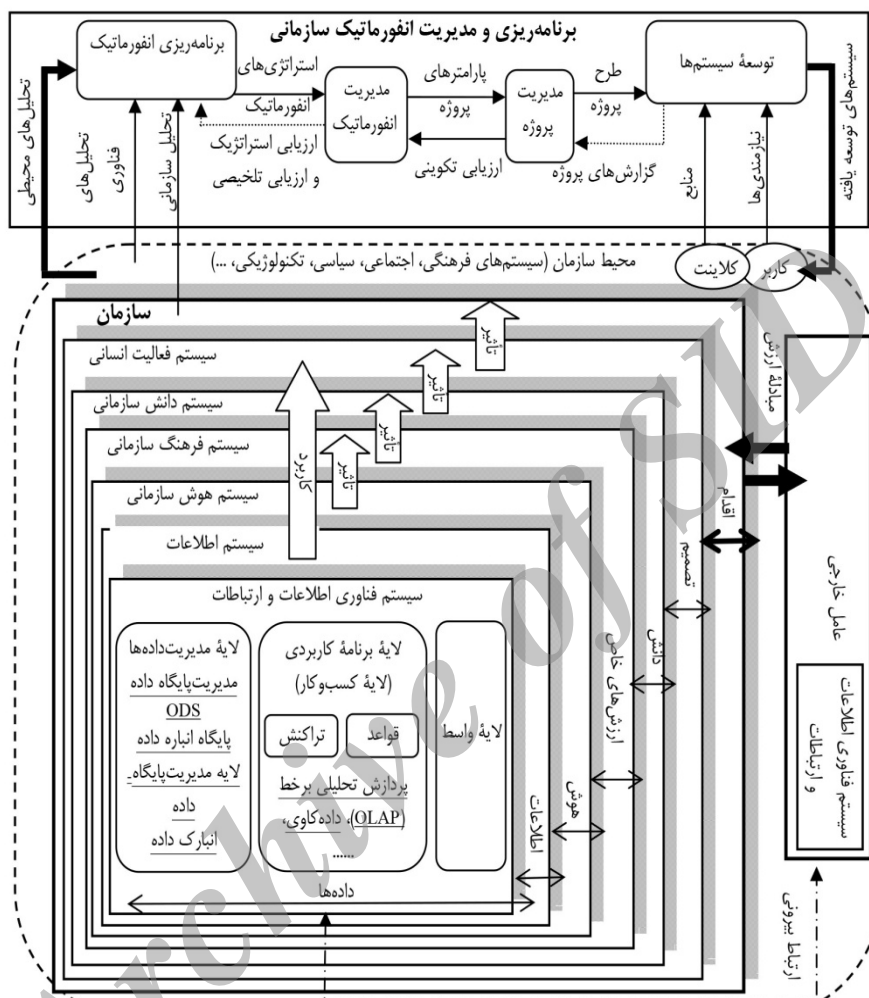 برنامه‌ریزی و مدیریت انفورماتیک سازمانی
توسعهٔ سیستم‌ها
طرح
پروژه
گزارش‌های پروژه
مدیریت
پروژه
پارامترهای
پروژه
ارزیابی تکوینی
مدیریت
انفورماتیک
استراتژی‌های
انفورماتیک
ارزیابی استراتژیک
و ارزیابی تلخیصی
برنامه‌ریزی انفورماتیک
سیستم‌های توسعه یافته
نیازمندی‌ها
منابع
تحلیل سازمانی
تحلیل‌های
فناوری
تحلیل‌های محیطی
کاربر
کلاینت
محیط سازمان (سیستم‌های فرهنگی، اجتماعی، سیاسی، تکنولوژیکی، ...)
سازمان
تأثیر
سیستم فعالیت انسانی
تأثیر
سیستم دانش سازمانی
تأثیر
سیستم فرهنگ سازمانی
تأثیر
سیستم هوش سازمانی
کاربرد
سیستم اطلاعات
سیستم فناوری اطلاعات و ارتباطات
لایهٔ واسط
لایهٔ برنامهٔ کاربردی
(لایهٔ کسب‌وکار)
قواعد
تراکنش
پردازش تحلیلی برخط
(OLAP)، داده‌کاوی،
......
لایهٔ مدیریت‌داده‌ها
مدیریت‌پایگاه داده
ODS
پایگاه انباره داده
لایه مدیریت‌پایگاه-
داده
انبارک داده
داده‌ها
اطلاعات
هوش
ارزش‌های خاص
دانش
تصمیم
اقدام
مبادلهٔ ارزش
عامل خارجی
سیستم فناوری اطلاعات
و ارتباطات
ارتباط بیرونی
Archive of SID